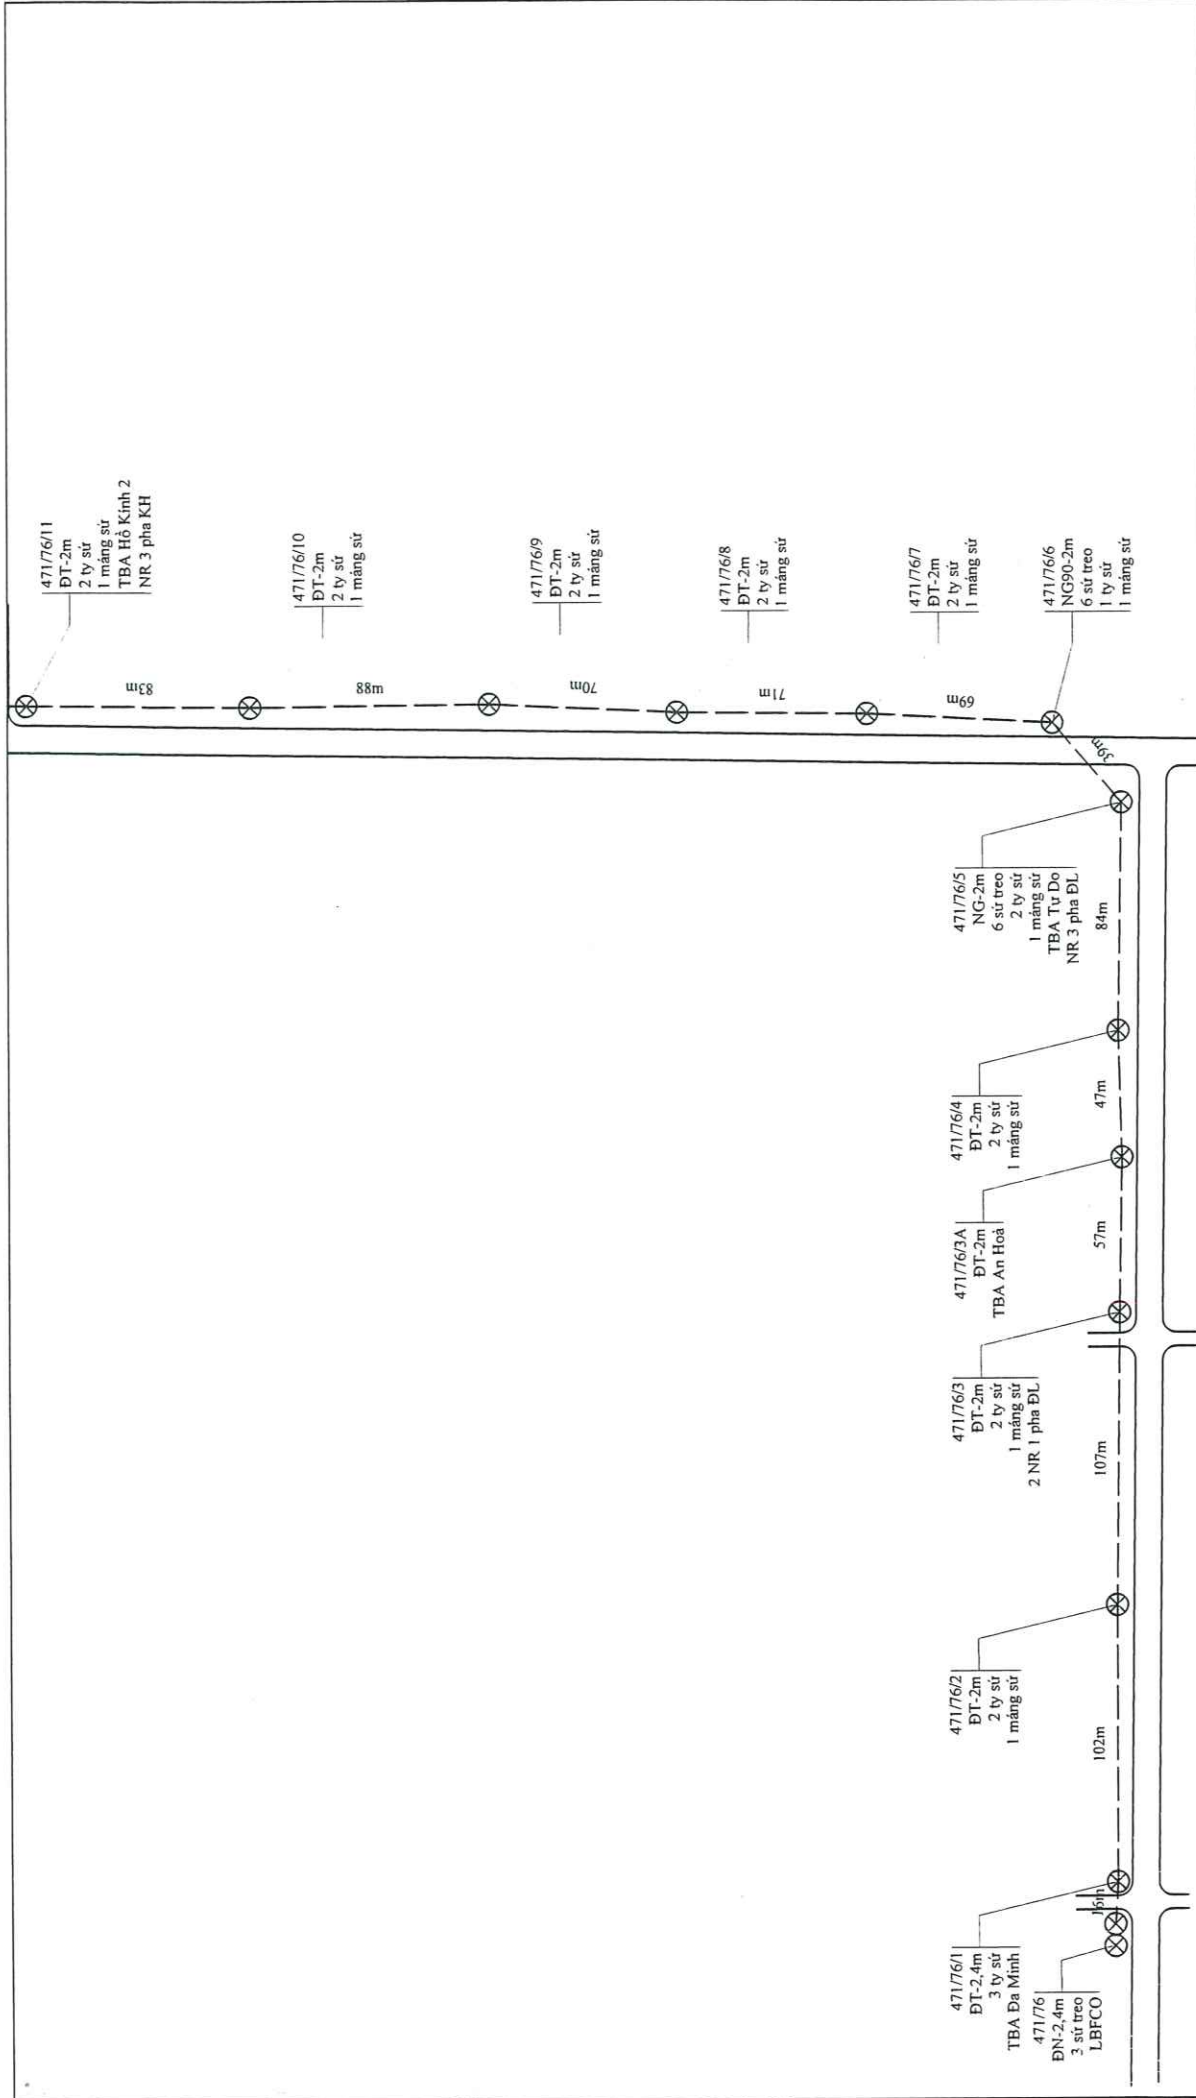 471/76
ĐN-2,4m
3 sứ treo
LBFCO
16m
471/76/1
ĐT-2,4m
3 ty sứ
TBA Đa Minh
102m
471/76/2
ĐT-2m
2 ty sứ
1 máng sứ
107m
471/76/3
ĐT-2m
2 ty sứ
1 máng sứ
2 NR 1 pha ĐL
57m
471/76/3A
ĐT-2m
TBA An Hoà
47m
471/76/4
ĐT-2m
2 ty sứ
1 máng sứ
84m
471/76/5
NG-2m
6 sứ treo
2 ty sứ
1 máng sứ
TBA Tự Do
NR 3 pha ĐL
39m
471/76/6
NG90-2m
6 sứ treo
1 ty sứ
1 máng sứ
69m
471/76/7
ĐT-2m
2 ty sứ
1 máng sứ
71m
471/76/8
ĐT-2m
2 ty sứ
1 máng sứ
70m
471/76/9
ĐT-2m
2 ty sứ
1 máng sứ
88m
471/76/10
ĐT-2m
2 ty sứ
1 máng sứ
83m
471/76/11
ĐT-2m
2 ty sứ
1 máng sứ
TBA Hồ Kính 2
NR 3 pha KH